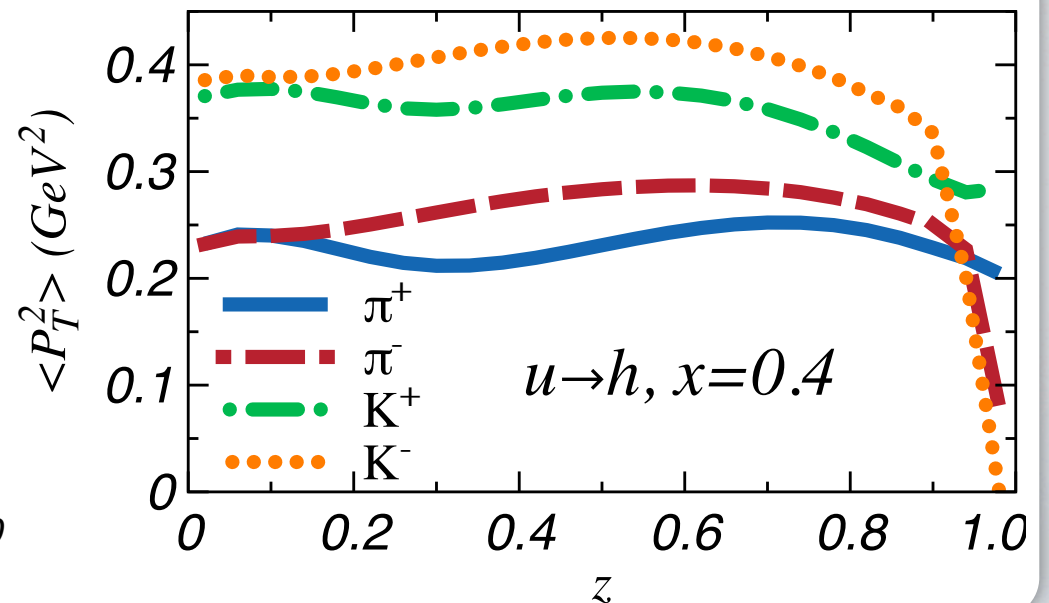 0.4
0.3
0.2
0.1
0
<P_T^2> (GeV^2)
π+
π-
K+
K-
u→h, x=0.4
0 0.2 0.4 0.6 0.8 1.0
z